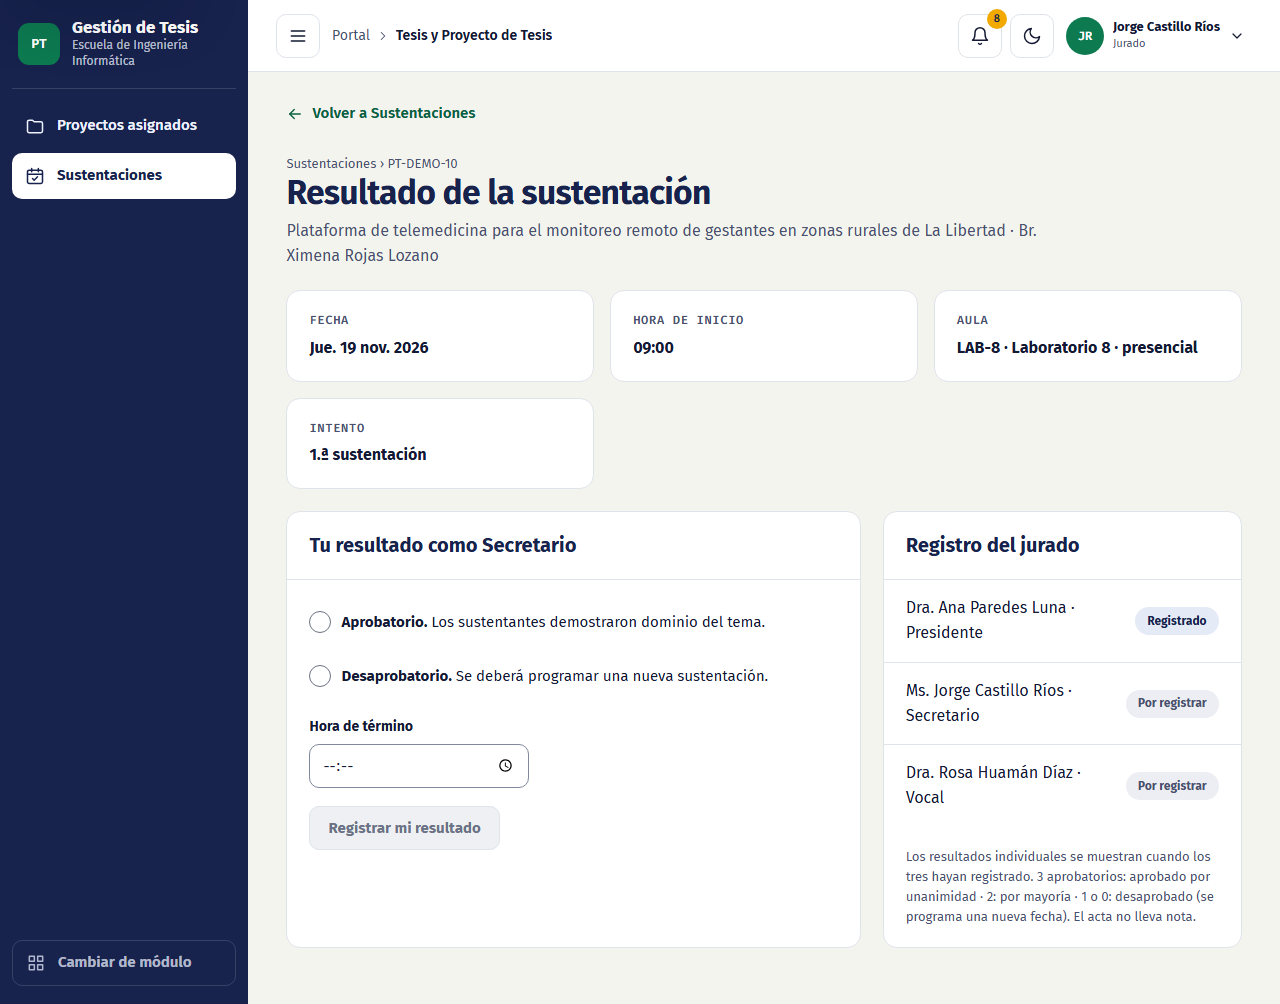 PT
Gestión de Tesis
Escuela de Ingeniería
Informática
Proyectos asignados
Sustentaciones
Cambiar de módulo
Portal › Tesis y Proyecto de Tesis
8
JR
Jorge Castillo Ríos
Jurado
Volver a Sustentaciones
Sustentaciones › PT-DEMO-10
Resultado de la sustentación
Plataforma de telemedicina para el monitoreo remoto de gestantes en zonas rurales de La Libertad · Br.
Ximena Rojas Lozano
FECHA
Jue. 19 nov. 2026
HORA DE INICIO
09:00
AULA
LAB-8 · Laboratorio 8 · presencial
INTENTO
1.ª sustentación
Tu resultado como Secretario
Aprobatorio. Los sustentantes demostraron dominio del tema.
Desaprobatorio. Se deberá programar una nueva sustentación.
Hora de término
--:--
Registrar mi resultado
Registro del jurado
Dra. Ana Paredes Luna ·
Presidente
Registrado
Ms. Jorge Castillo Ríos ·
Secretario
Por registrar
Dra. Rosa Huamán Díaz ·
Vocal
Por registrar
Los resultados individuales se muestran cuando los
tres hayan registrado. 3 aprobatorios: aprobado por
unanimidad · 2: por mayoría · 1 o 0: desaprobado (se
programa una nueva fecha). El acta no lleva nota.